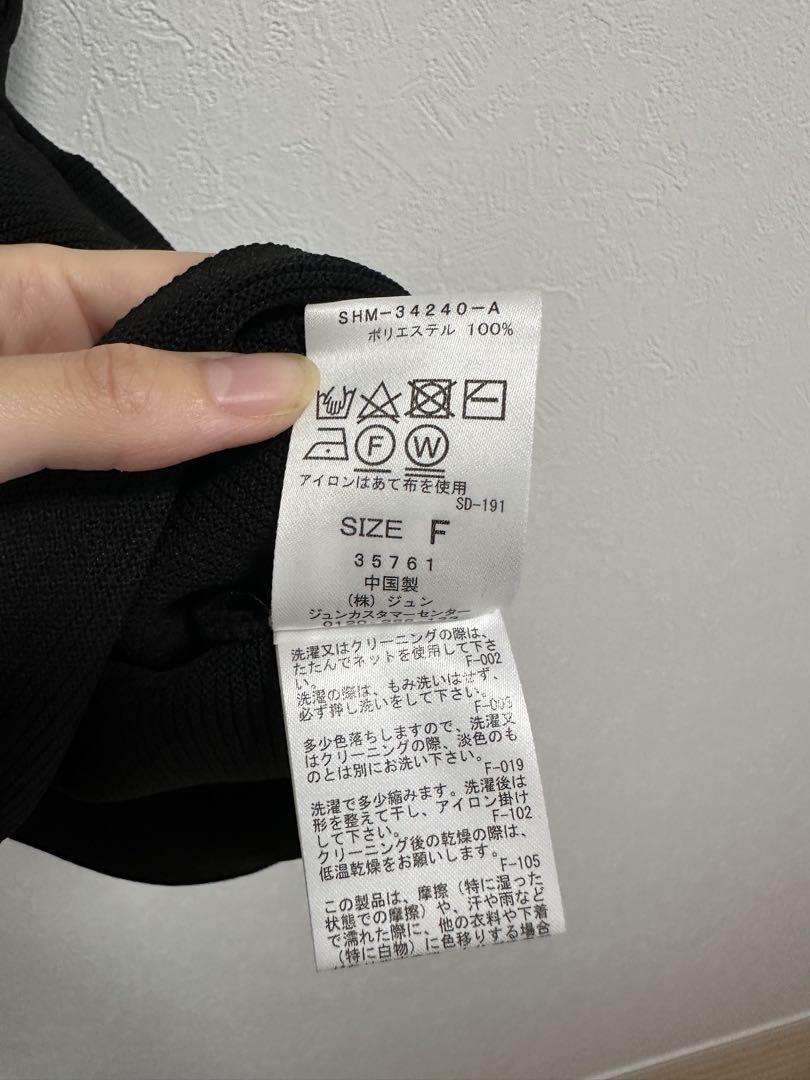 SHM-34240-A
ポリエステル 100%
F W
アイロンはあて布を使用
SD-191
SIZE F
35761
中国製
(株) ジュン
ジュンカスタマーセンター
洗濯又はクリーニングの際は、
たたんでネットを使用して下さ
い。
F-002
洗濯の際は、もみ洗いはせず、
必ず押し洗いをして下さい。
多少色落ちしますので、洗濯又
はクリーニングの際、淡色のも
のとは別にお洗い下さい。
F-019
洗濯で多少縮みます。洗濯後は
形を整えて干し、アイロン掛け
して下さい。
F-102
クリーニング後の乾燥の際は、
低温乾燥をお願いします。
F-105
この製品は、摩擦(特に湿った
状態での摩擦)や、汗や雨など
で濡れた際に、他の衣料や下着
(特に白物)に色移りする場合